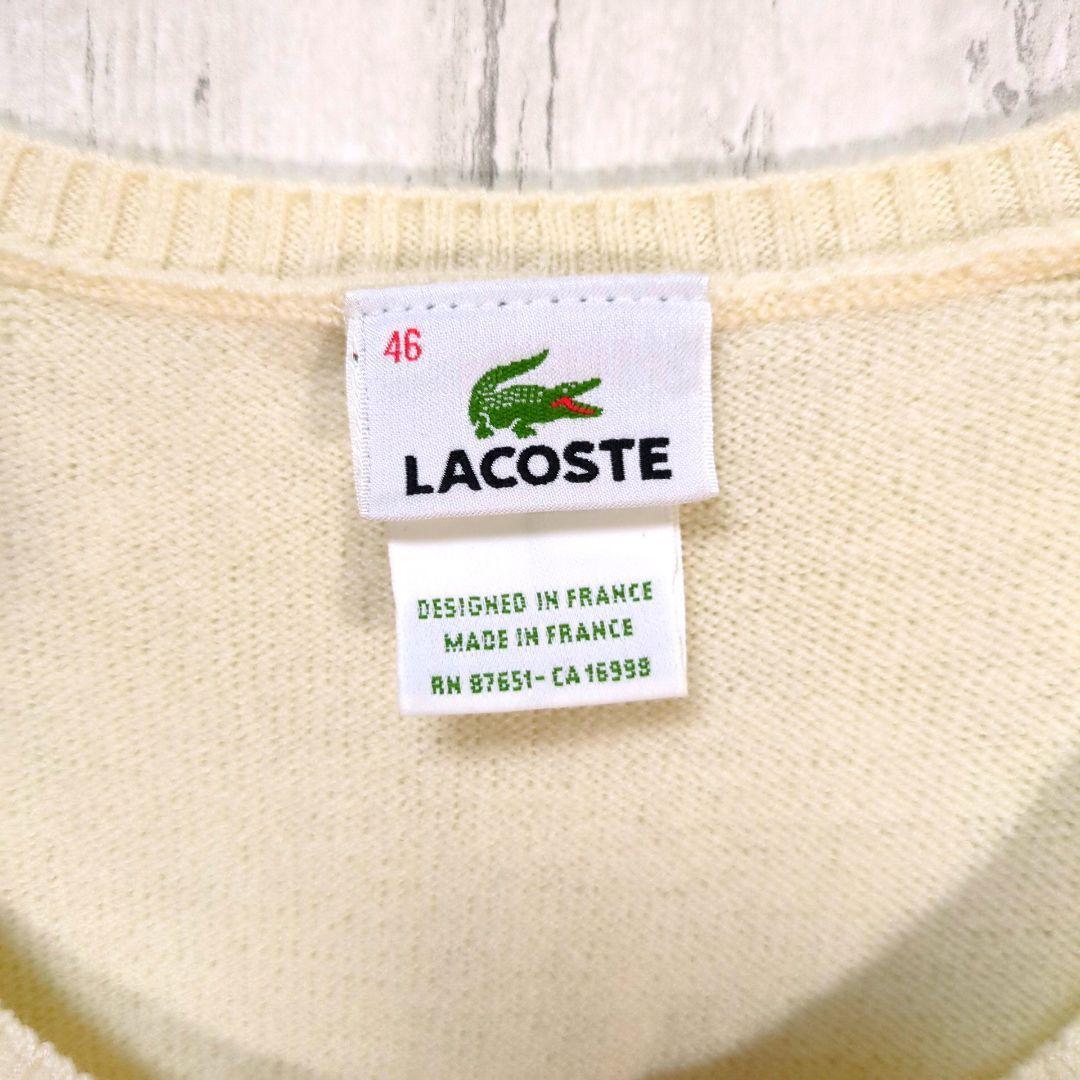 46
LACOSTE
DESIGNED IN FRANCE
MADE IN FRANCE
RN 87651- CA 16998